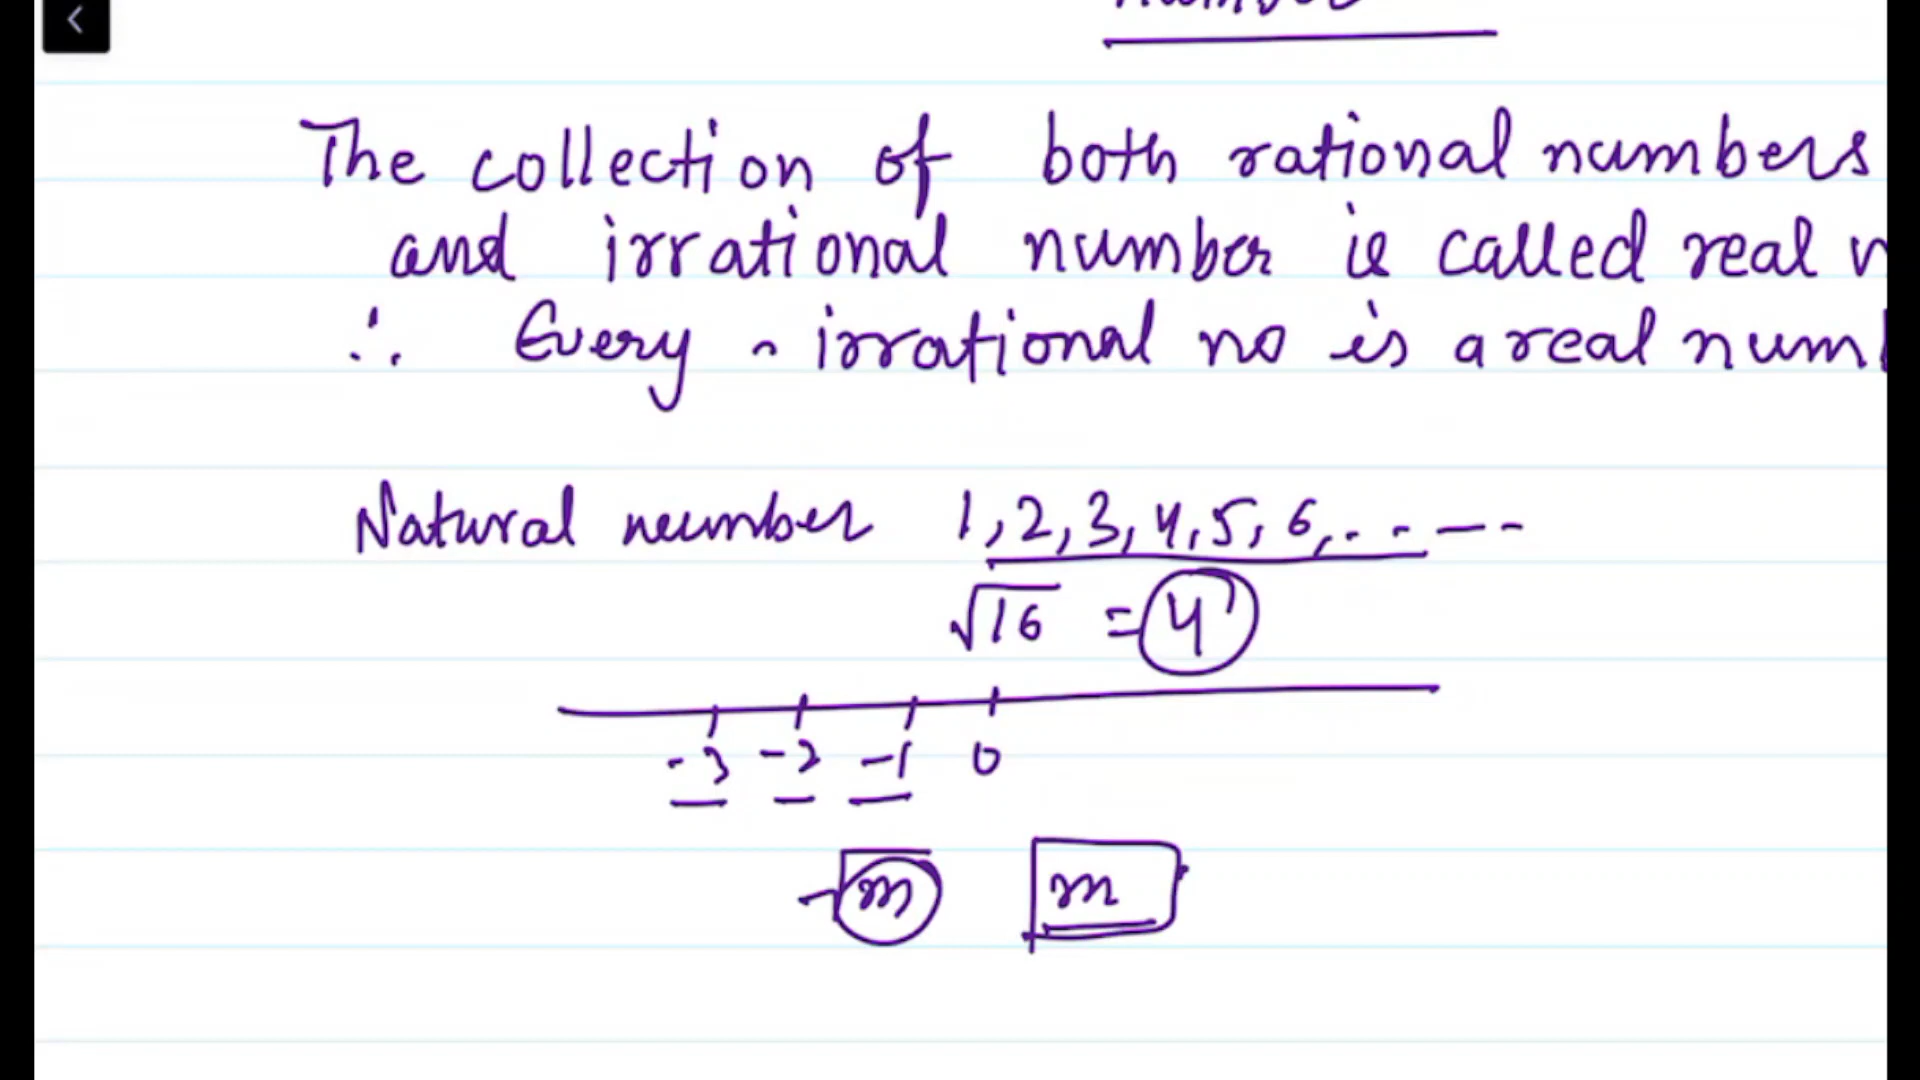 The collection of both rational numbers
and irrational number is called real
∴ Every irrational no is a real num
Natural number 1, 2, 3, 4, 5, 6, . . - -
√16 = 4
-3 -2 -1 0
√m m